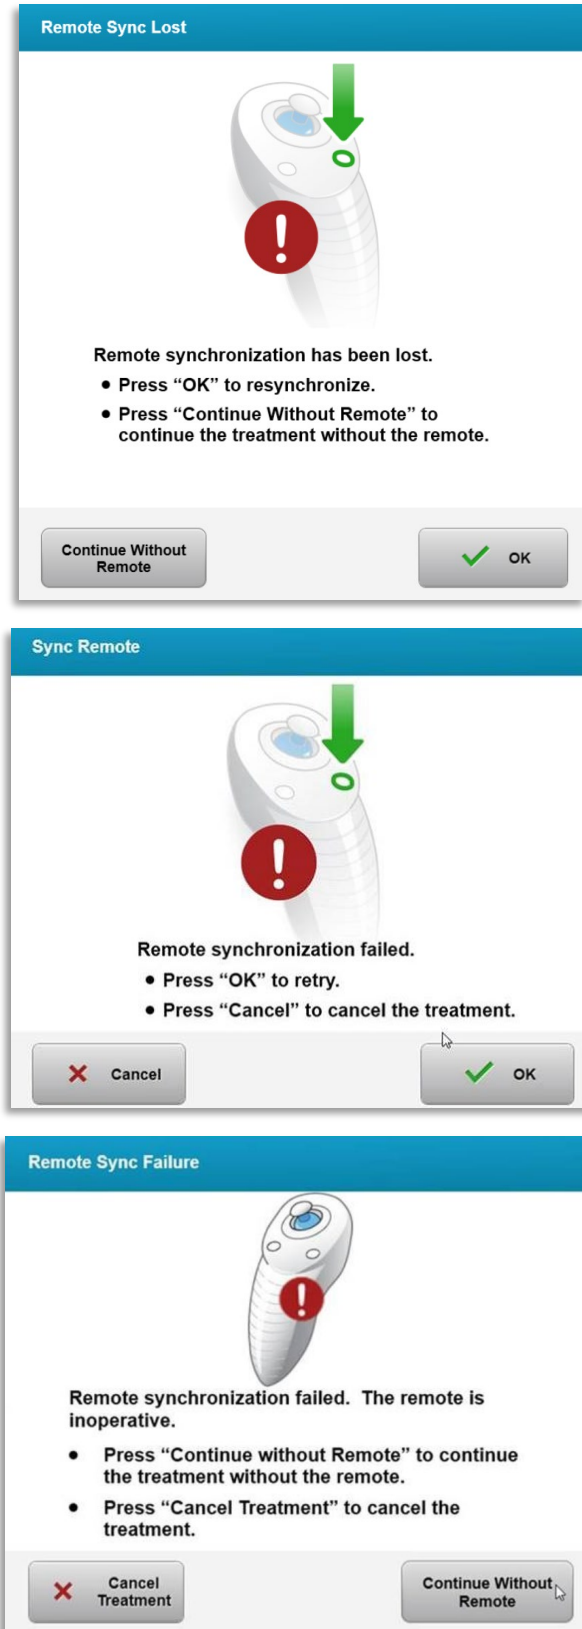 Remote Sync Lost
Remote synchronization has been lost.
● Press “OK” to resynchronize.
● Press “Continue Without Remote” to
continue the treatment without the remote.
Continue Without
Remote
OK
Sync Remote
Remote synchronization failed.
● Press “OK” to retry.
● Press “Cancel” to cancel the treatment.
Cancel
OK
Remote Sync Failure
Remote synchronization failed.  The remote is
inoperative.
● Press “Continue without Remote” to continue
the treatment without the remote.
● Press “Cancel Treatment” to cancel the
treatment.
Cancel
Treatment
Continue Without
Remote